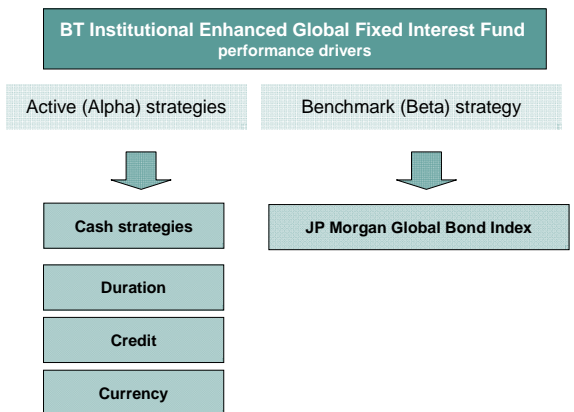 BT Institutional Enhanced Global Fixed Interest Fund
performance drivers
Active (Alpha) strategies
Benchmark (Beta) strategy
Cash strategies
JP Morgan Global Bond Index
Duration
Credit
Currency